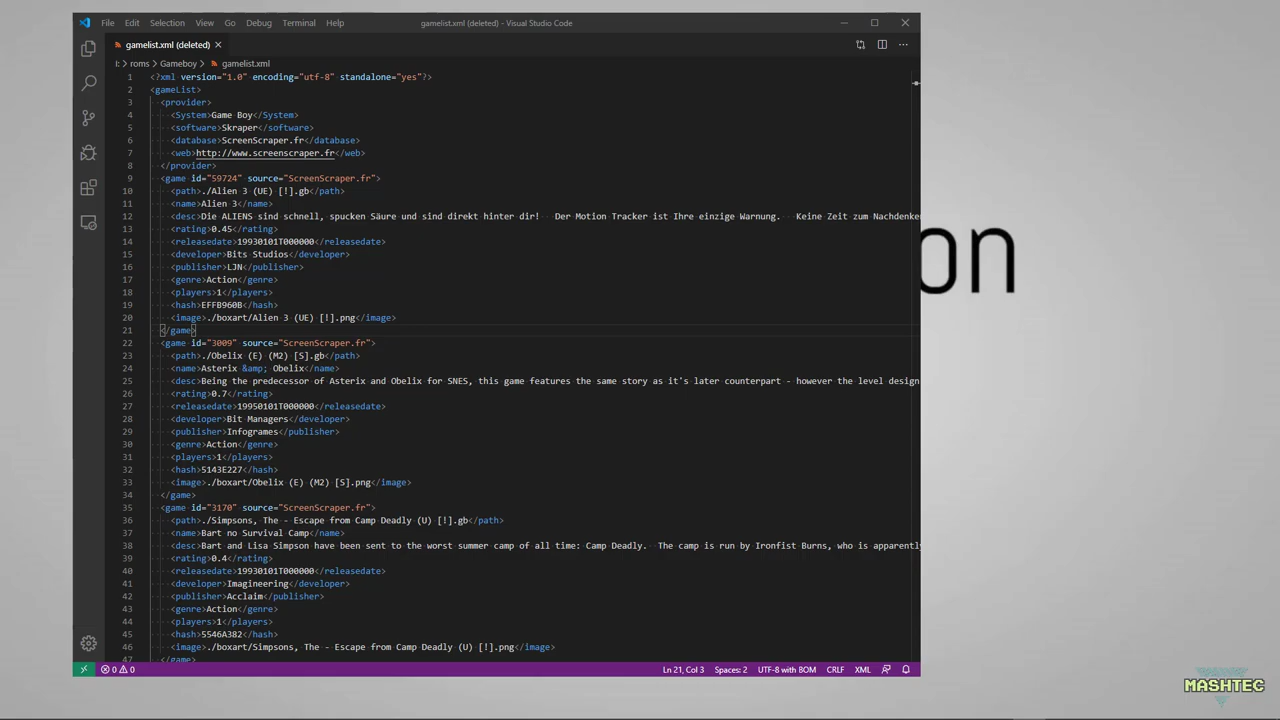 File Edit Selection View Go Debug Terminal Help gamelist.xml (deleted) - Visual Studio Code
gamelist.xml (deleted)
I: roms Gameboy gamelist.xml
1 <?xml version="1.0" encoding="utf-8" standalone="yes"?>
2 <gameList>
3 <provider>
4 <System>Game Boy</System>
5 <software>Skraper</software>
6 <database>ScreenScraper.fr</database>
7 <web>http://www.screenscraper.fr</web>
8 </provider>
9 <game id="59724" source="ScreenScraper.fr">
10 <path>./Alien 3 (UE) [!].gb</path>
11 <name>Alien 3</name>
12 <desc>Die ALIENS sind schnell, spucken Säure und sind direkt hinter dir! Der Motion Tracker ist Ihre einzige Warnung. Keine Zeit zum Nachdenken
13 <rating>0.45</rating>
14 <releasedate>19930101T000000</releasedate>
15 <developer>Bits Studios</developer>
16 <publisher>LJN</publisher>
17 <genre>Action</genre>
18 <players>1</players>
19 <hash>EFFB960B</hash>
20 <image>./boxart/Alien 3 (UE) [!].png</image>
21 </game>
22 <game id="3009" source="ScreenScraper.fr">
23 <path>./Obelix (E) (M2) [S].gb</path>
24 <name>Asterix &amp; Obelix</name>
25 <desc>Being the predecessor of Asterix and Obelix for SNES, this game features the same story as it's later counterpart - however the level design
26 <rating>0.7</rating>
27 <releasedate>19950101T000000</releasedate>
28 <developer>Bit Managers</developer>
29 <publisher>Infogrames</publisher>
30 <genre>Action</genre>
31 <players>1</players>
32 <hash>5143E227</hash>
33 <image>./boxart/Obelix (E) (M2) [S].png</image>
34 </game>
35 <game id="3170" source="ScreenScraper.fr">
36 <path>./Simpsons, The - Escape from Camp Deadly (U) [!].gb</path>
37 <name>Bart no Survival Camp</name>
38 <desc>Bart and Lisa Simpson have been sent to the worst summer camp of all time: Camp Deadly. The camp is run by Ironfist Burns, who is apparently
39 <rating>0.4</rating>
40 <releasedate>19930101T000000</releasedate>
41 <developer>Imagineering</developer>
42 <publisher>Acclaim</publisher>
43 <genre>Action</genre>
44 <players>1</players>
45 <hash>5546A382</hash>
46 <image>./boxart/Simpsons, The - Escape from Camp Deadly (U) [!].png</image>
47 </game>
0 0 Ln 21, Col 3 Spaces: 2 UTF-8 with BOM CRLF XML
on
MASHTEC